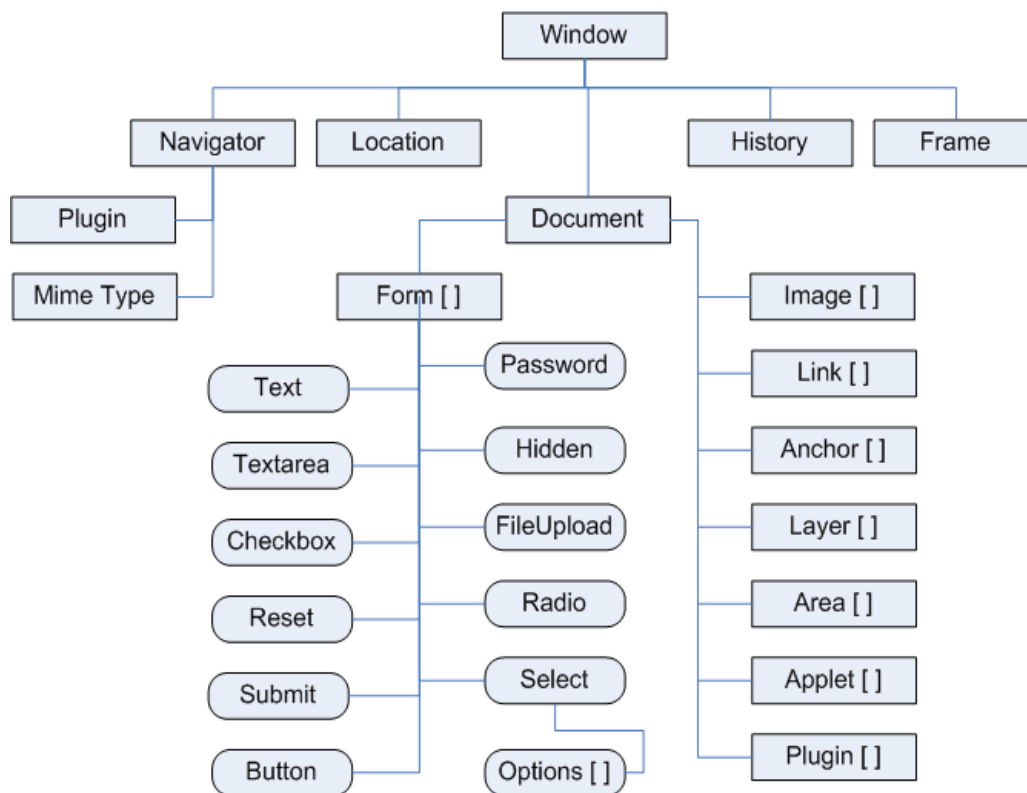 Window
Navigator
Location
History
Frame
Plugin
Document
Mime Type
Form [ ]
Image [ ]
Password
Text
Link [ ]
Hidden
Textarea
Anchor [ ]
FileUpload
Checkbox
Layer [ ]
Radio
Reset
Area [ ]
Select
Submit
Applet [ ]
Button
Options [ ]
Plugin [ ]